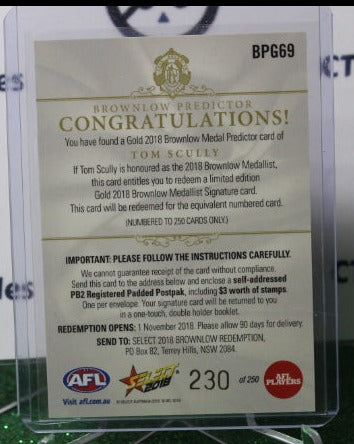 BPG69
BROWNLOW PREDICTOR
CONGRATULATIONS!
You have found a Gold 2018 Brownlow Medal Predictor card of
TOM SCULLY
If Tom Scully is honoured as the 2018 Brownlow Medallist,
this card entitles you to redeem a limited edition
Gold 2018 Brownlow Medallist Signature card.
This card will be redeemed for the equivalent numbered card.
(NUMBERED TO 250 CARDS ONLY)
IMPORTANT: PLEASE FOLLOW THE INSTRUCTIONS CAREFULLY.
We cannot guarantee receipt of the card without compliance.
Send this card to the address below and enclose a self-addressed
PB2 Registered Padded Postpak, including $3 worth of stamps.
One per envelope. Your signature card will be returned to you
in a one-touch, double holder booklet.
REDEMPTION OPENS: 1 November 2018. Please allow 90 days for delivery.
SEND TO: SELECT 2018 BROWNLOW REDEMPTION,
PO Box 82, Terrey Hills, NSW 2084.
AFL
SELECT
2018
230 of 250
AFL
PLAYERS
Visit afl.com.au